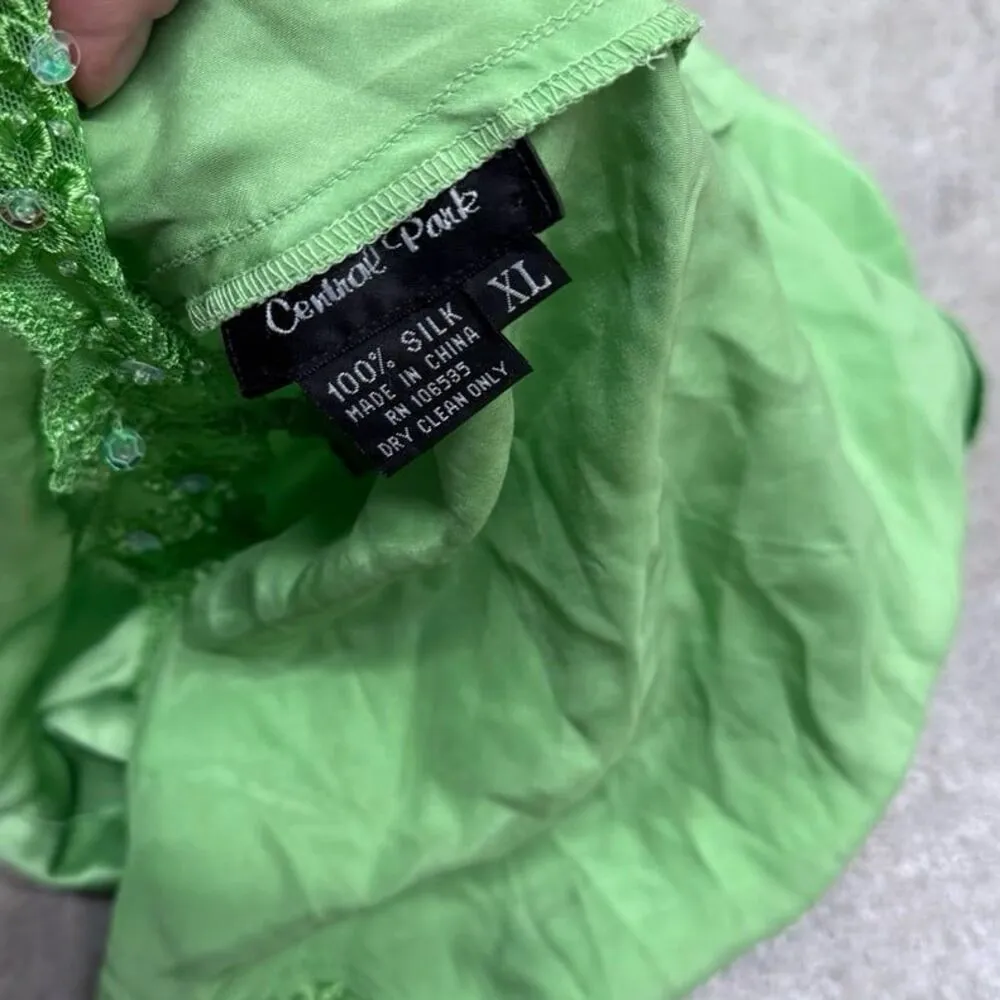 Central Park
XL
100% SILK
MADE IN CHINA
RN 106535
DRY CLEAN ONLY